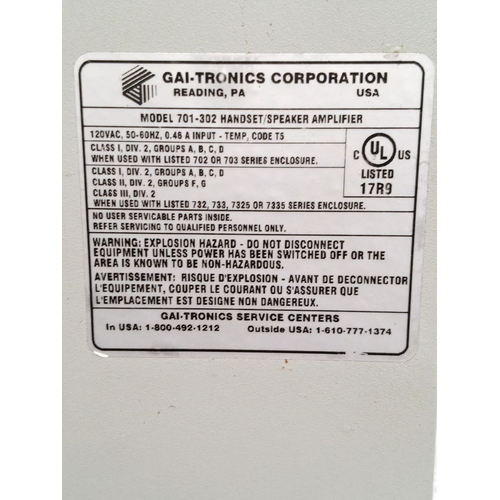 GAI-TRONICS CORPORATION
READING, PA USA
MODEL 701-302 HANDSET/SPEAKER AMPLIFIER
120VAC, 50-60HZ, 0.46 A INPUT - TEMP, CODE T5
CLASS I, DIV. 2, GROUPS A, B, C, D
WHEN USED WITH LISTED 702 OR 703 SERIES ENCLOSURE.
CLASS I, DIV. 2, GROUPS A, B, C, D
CLASS II, DIV. 2, GROUPS F, G
CLASS III, DIV. 2
WHEN USED WITH LISTED 732, 733, 7325 OR 7335 SERIES ENCLOSURE.
C UL US
LISTED
17R9
NO USER SERVICABLE PARTS INSIDE.
REFER SERVICING TO QUALIFIED PERSONNEL ONLY.
WARNING: EXPLOSION HAZARD - DO NOT DISCONNECT
EQUIPMENT UNLESS POWER HAS BEEN SWITCHED OFF OR THE
AREA IS KNOWN TO BE NON-HAZARDOUS.
AVERTISSEMENT: RISQUE D'EXPLOSION - AVANT DE DECONNECTOR
L'EQUIPEMENT, COUPER LE COURANT OU S'ASSURER QUE
L'EMPLACEMENT EST DESIGNE NON DANGEREUX.
GAI-TRONICS SERVICE CENTERS
In USA: 1-800-492-1212 Outside USA: 1-610-777-1374